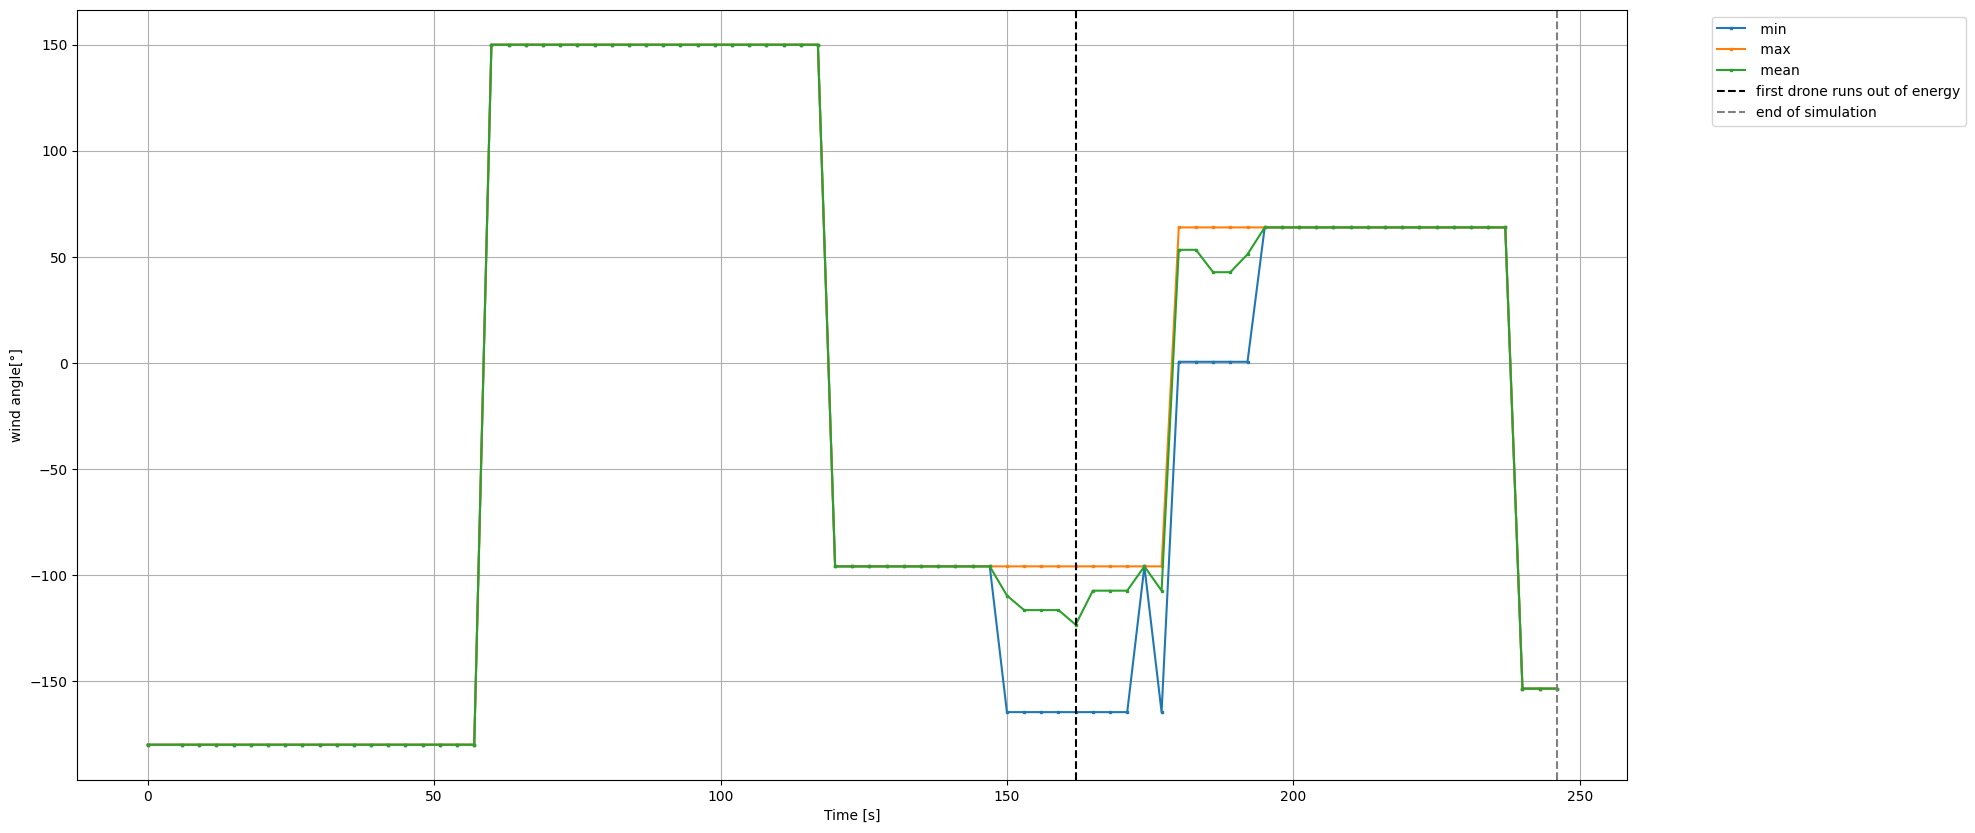 min
max
mean
first drone runs out of energy
end of simulation
150
100
50
0
−50
−100
−150
wind angle[°]
0
50
100
150
200
250
Time [s]